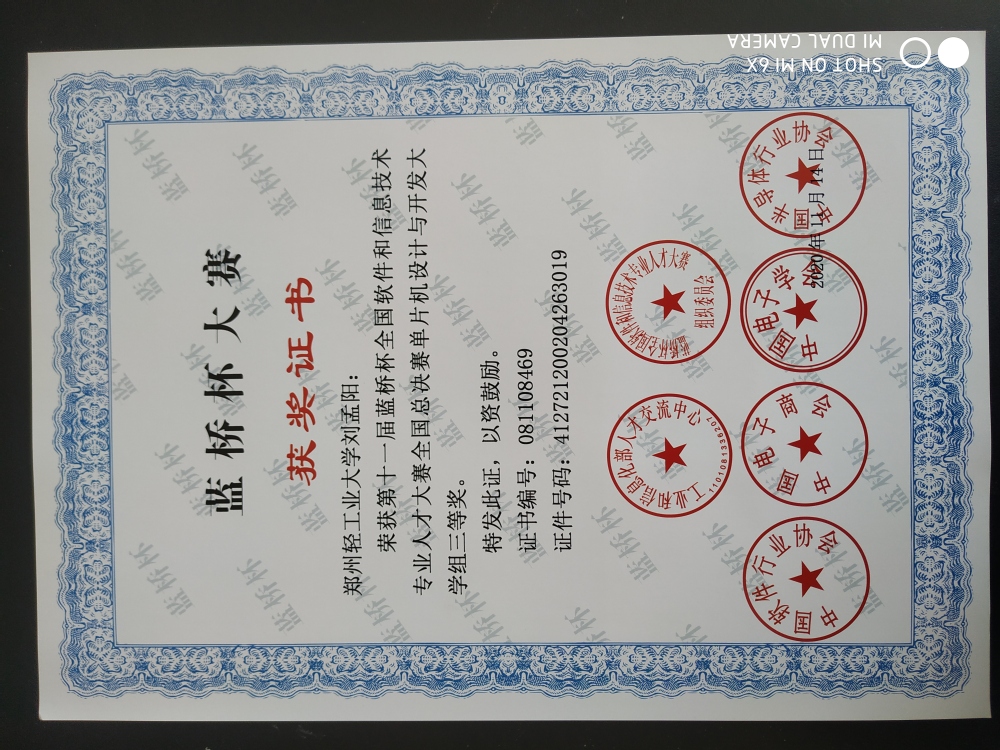 蓝桥杯大赛
获奖证书
郑州轻工业大学刘孟阳：
荣获第十一届蓝桥杯全国软件和信息技术
专业人才大赛全国总决赛单片机设计与开发大
学组三等奖。
特发此证，以资鼓励。
证书编号：081108469
证件号码：412721200204263019
工业和信息化部人才交流中心
1101081339207
蓝桥杯全国软件和信息技术专业人才大赛
组织委员会
中国软件行业协会
中国电子商会
中国电子学会
中国半导体行业协会
2020年11月14日
蓝桥杯
SHOT ON MI 6X
MI DUAL CAMERA